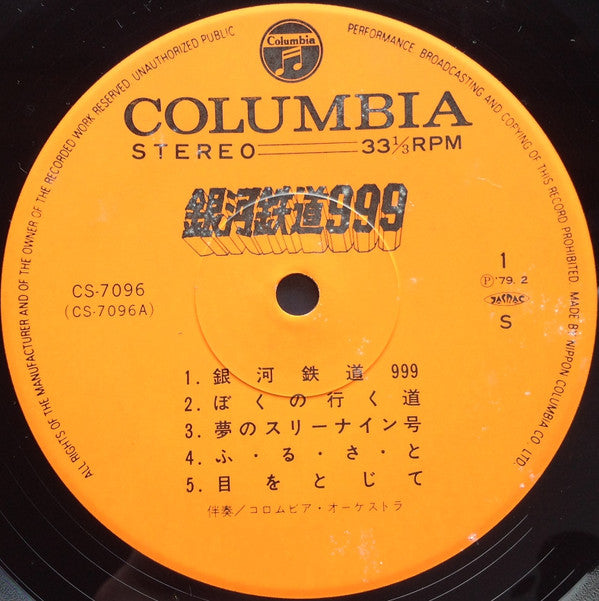 ALL RIGHTS OF THE MANUFACTURER AND OF THE OWNER OF THE RECORDED WORK RESERVED. UNAUTHORIZED PUBLIC PERFORMANCE, BROADCASTING AND COPYING OF THIS RECORD PROHIBITED. MADE BY NIPPON COLUMBIA CO. LTD.
Columbia
COLUMBIA
STEREO 33⅓RPM
銀河鉄道999
CS-7096
(CS-7096A)
1
Ⓟ'79. 2
JASRAC
S
1. 銀河鉄道 999
2. ぼくの行く道
3. 夢のスリーナイン号
4. ふ・る・さ・と
5. 目をとじて
伴奏/コロムビア・オーケストラ